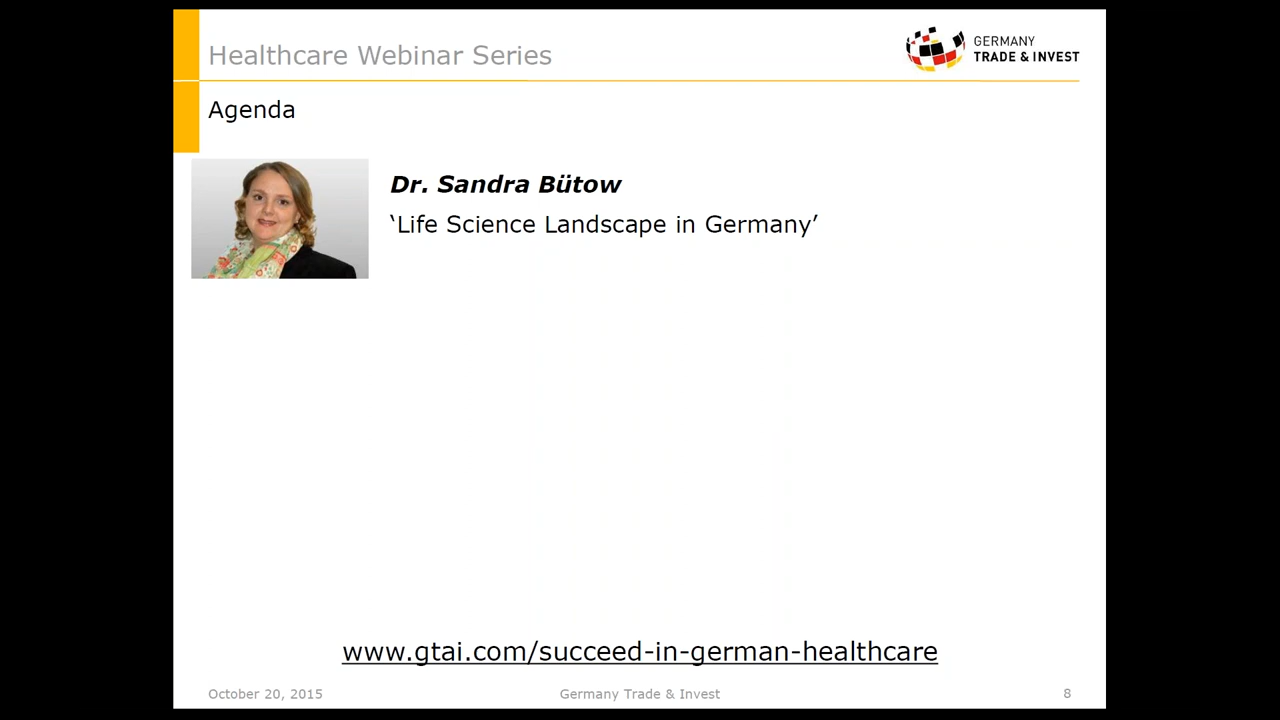 Healthcare Webinar Series
GERMANY
TRADE & INVEST
Agenda
Dr. Sandra Bütow
‘Life Science Landscape in Germany’
www.gtai.com/succeed-in-german-healthcare
October 20, 2015
Germany Trade & Invest
8